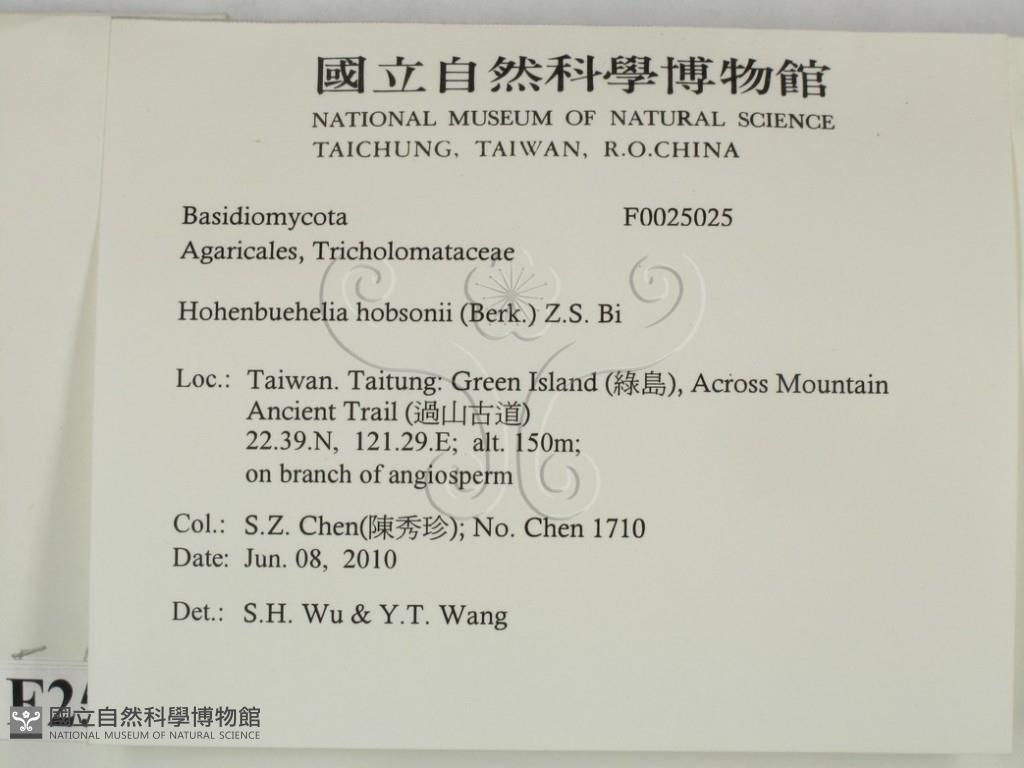 國立自然科學博物館
NATIONAL MUSEUM OF NATURAL SCIENCE
TAICHUNG, TAIWAN, R.O.CHINA
Basidiomycota F0025025
Agaricales, Tricholomataceae
Hohenbuehelia hobsonii (Berk.) Z.S. Bi
Loc.: Taiwan. Taitung: Green Island (綠島), Across Mountain
Ancient Trail (過山古道)
22.39.N, 121.29.E; alt. 150m;
on branch of angiosperm
Col.: S.Z. Chen(陳秀珍); No. Chen 1710
Date: Jun. 08, 2010
Det.: S.H. Wu & Y.T. Wang
國立自然科學博物館
NATIONAL MUSEUM OF NATURAL SCIENCE